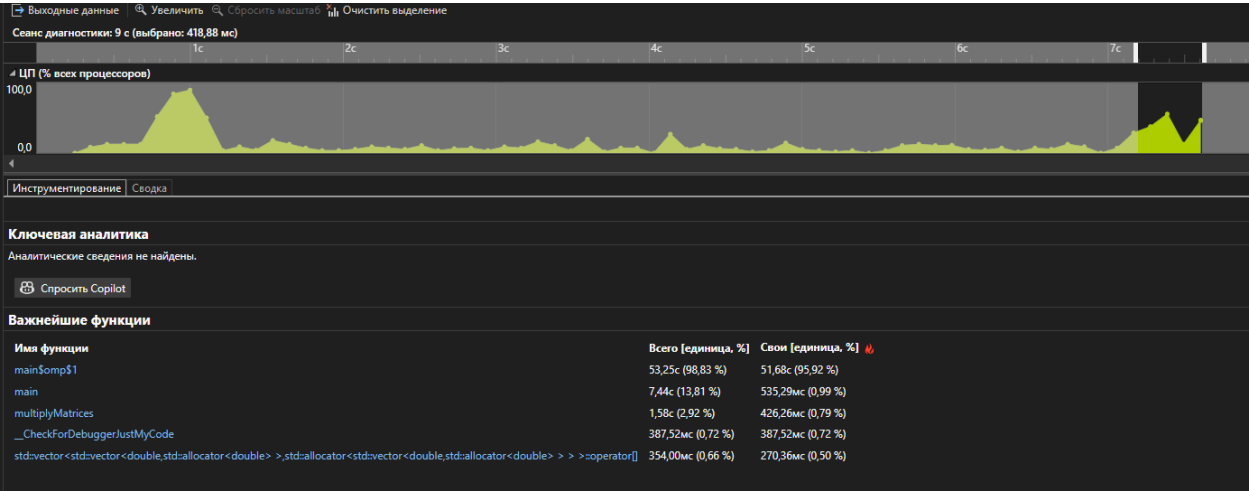 Выходные данные Увеличить Сбросить масштаб Очистить выделение
Сеанс диагностики: 9 с (выбрано: 418,88 мс)
1с 2с 3с 4с 5с 6с 7с
ЦП (% всех процессоров)
100,0
0,0
Инструментирование Сводка
Ключевая аналитика
Аналитические сведения не найдены.
Спросить Copilot
Важнейшие функции
Имя функции Всего [единица, %] Свои [единица, %]
main$omp$1 53,25с (98,83 %) 51,68с (95,92 %)
main 7,44с (13,81 %) 535,29мс (0,99 %)
multiplyMatrices 1,58с (2,92 %) 426,26мс (0,79 %)
__CheckForDebuggerJustMyCode 387,52мс (0,72 %) 387,52мс (0,72 %)
std::vector<std::vector<double,std::allocator<double> >,std::allocator<std::vector<double,std::allocator<double> > > >::operator[] 354,00мс (0,66 %) 270,36мс (0,50 %)